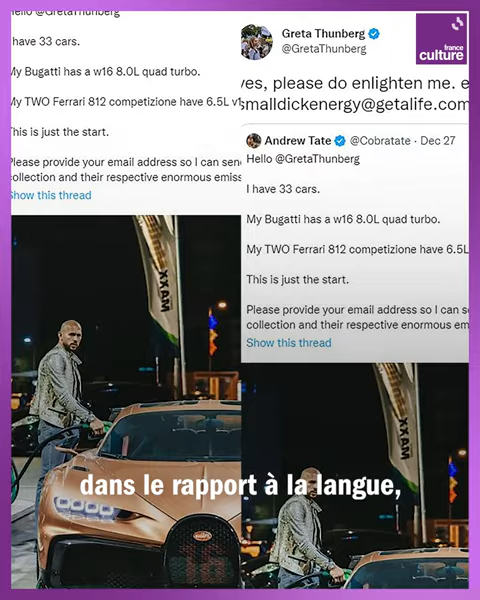 Hello @GretaThunberg
have 33 cars.
My Bugatti has a w16 8.0L quad turbo.
My TWO Ferrari 812 competizione have 6.5L v1
This is just the start.
Please provide your email address so I can sen
collection and their respective enormous emiss
Show this thread
XXAM
Greta Thunberg
@GretaThunberg
france
culture
yes, please do enlighten me. e
smalldickenergy@getalife.com
Andrew Tate @Cobratate · Dec 27
Hello @GretaThunberg
I have 33 cars.
My Bugatti has a w16 8.0L quad turbo.
My TWO Ferrari 812 competizione have 6.5L
This is just the start.
Please provide your email address so I can s
collection and their respective enormous em
Show this thread
XXAM
dans le rapport à la langue,